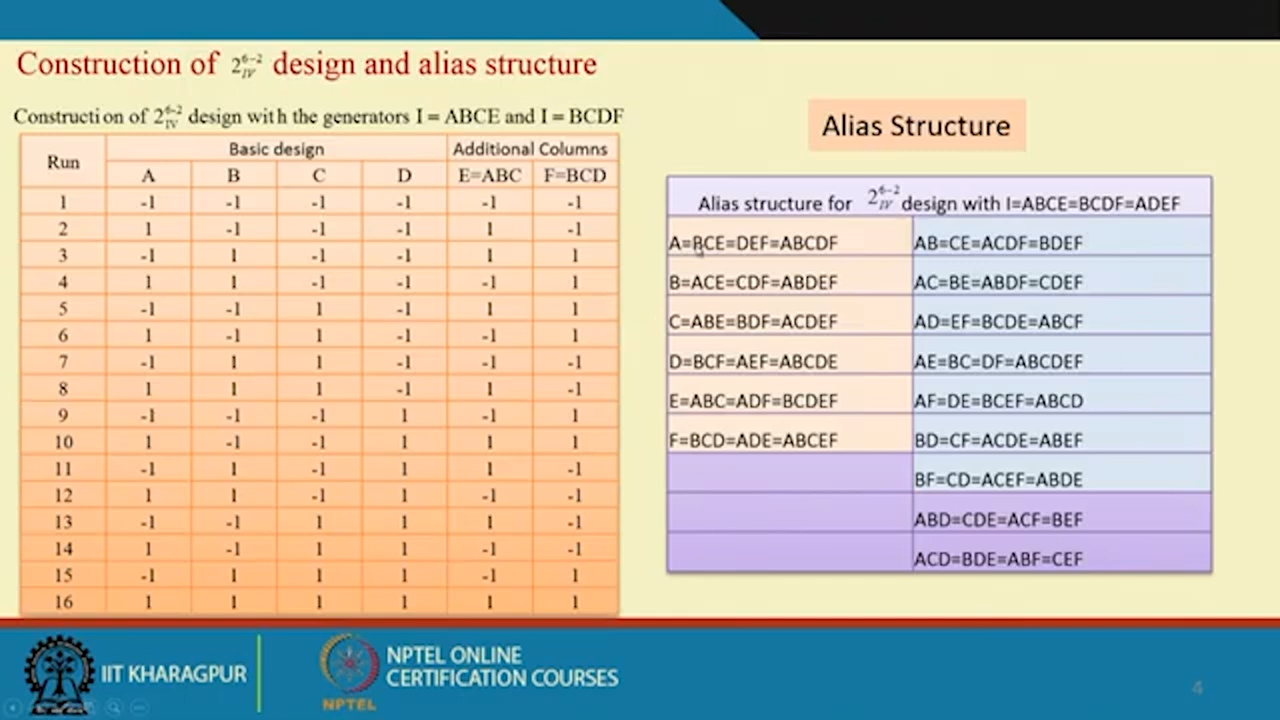 Construction of 2 6-2 IV design and alias structure
Construction of 2 6-2 IV design with the generators I = ABCE and I = BCDF
Run Basic design Additional Columns
A B C D E=ABC F=BCD
1 -1 -1 -1 -1 -1 -1
2 1 -1 -1 -1 1 -1
3 -1 1 -1 -1 1 1
4 1 1 -1 -1 -1 1
5 -1 -1 1 -1 1 1
6 1 -1 1 -1 -1 1
7 -1 1 1 -1 -1 -1
8 1 1 1 -1 1 -1
9 -1 -1 -1 1 -1 1
10 1 -1 -1 1 1 1
11 -1 1 -1 1 1 -1
12 1 1 -1 1 -1 -1
13 -1 -1 1 1 1 -1
14 1 -1 1 1 -1 -1
15 -1 1 1 1 -1 1
16 1 1 1 1 1 1
Alias Structure
Alias structure for 2 6-2 IV design with I=ABCE=BCDF=ADEF
A=BCE=DEF=ABCDF AB=CE=ACDF=BDEF
B=ACE=CDF=ABDEF AC=BE=ABDF=CDEF
C=ABE=BDF=ACDEF AD=EF=BCDE=ABCF
D=BCF=AEF=ABCDE AE=BC=DF=ABCDEF
E=ABC=ADF=BCDEF AF=DE=BCEF=ABCD
F=BCD=ADE=ABCEF BD=CF=ACDE=ABEF
BF=CD=ACEF=ABDE
ABD=CDE=ACF=BEF
ACD=BDE=ABF=CEF
IIT KHARAGPUR
NPTEL
NPTEL ONLINE
CERTIFICATION COURSES
4